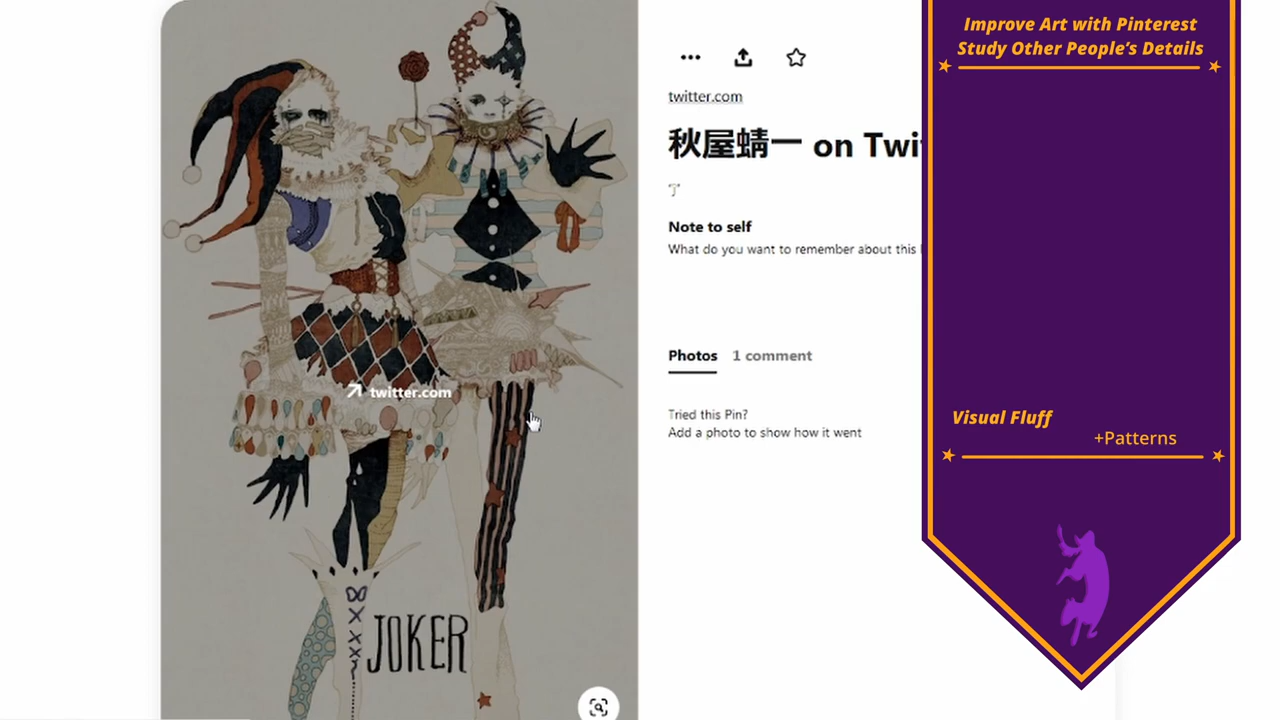 twitter.com
秋屋蜻一 on Twi
Note to self
What do you want to remember about this
Photos 1 comment
Tried this Pin?
Add a photo to show how it went
twitter.com
JOKER
Improve Art with Pinterest
Study Other People's Details
Visual Fluff
+Patterns